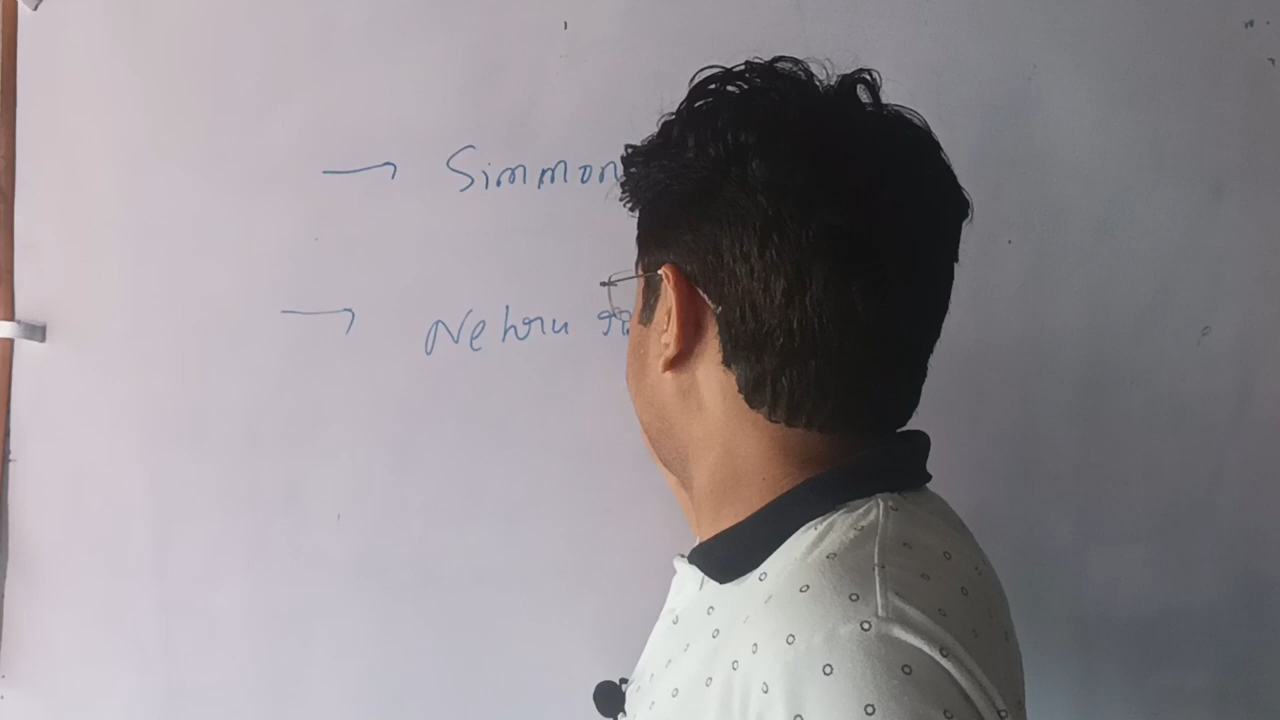 → Simmon
→ Nehru